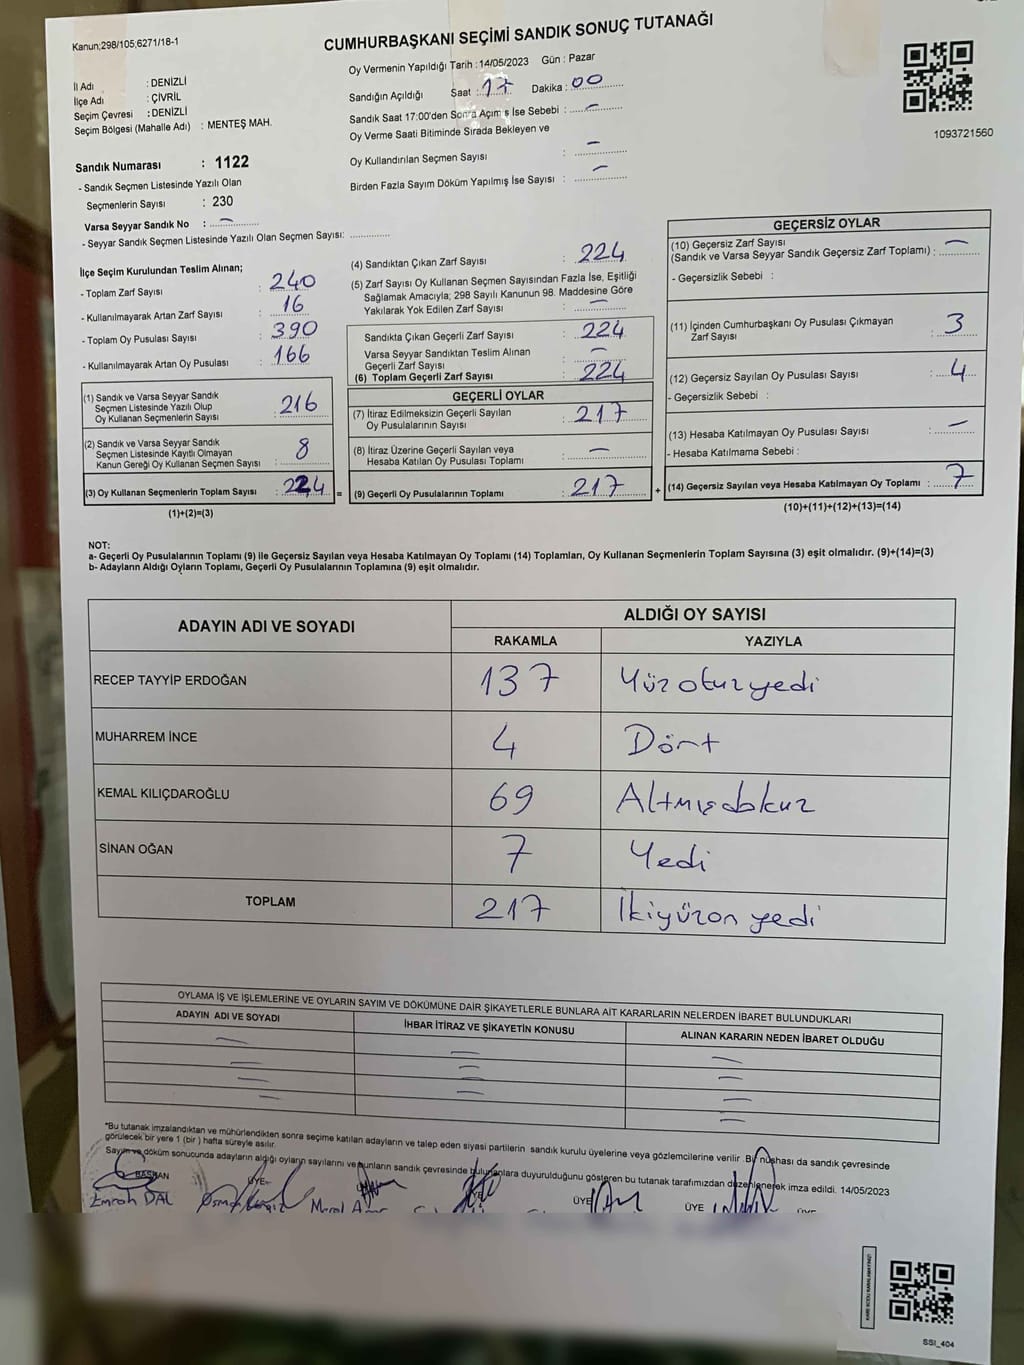 Kanun;298/105;6271/18-1
CUMHURBAŞKANI SEÇİMİ SANDIK SONUÇ TUTANAĞI
İl Adı : DENİZLİ
İlçe Adı : ÇİVRİL
Seçim Çevresi : DENİZLİ
Seçim Bölgesi (Mahalle Adı) : MENTEŞ MAH.
Sandık Numarası : 1122
- Sandık Seçmen Listesinde Yazılı Olan
Seçmenlerin Sayısı : 230
Varsa Seyyar Sandık No : –
- Seyyar Sandık Seçmen Listesinde Yazılı Olan Seçmen Sayısı: ..............
Oy Vermenin Yapıldığı Tarih : 14/05/2023 Gün : Pazar
Sandığın Açıldığı Saat : 17 Dakika : 00
Sandık Saat 17:00'den Sonra Açılmış İse Sebebi : –
Oy Verme Saati Bitiminde Sırada Bekleyen ve
Oy Kullandırılan Seçmen Sayısı : –
Birden Fazla Sayım Döküm Yapılmış İse Sayısı : –
1093721560
İlçe Seçim Kurulundan Teslim Alınan;
- Toplam Zarf Sayısı : 240
- Kullanılmayarak Artan Zarf Sayısı : 16
- Toplam Oy Pusulası Sayısı : 390
- Kullanılmayarak Artan Oy Pusulası : 166
(1) Sandık ve Varsa Seyyar Sandık
Seçmen Listesinde Yazılı Olup
Oy Kullanan Seçmenlerin Sayısı : 216
(2) Sandık ve Varsa Seyyar Sandık
Seçmen Listesinde Kayıtlı Olmayan
Kanun Gereği Oy Kullanan Seçmen Sayısı : 8
(3) Oy Kullanan Seçmenlerin Toplam Sayısı : 224 =
(1)+(2)=(3)
(4) Sandıktan Çıkan Zarf Sayısı : 224
(5) Zarf Sayısı Oy Kullanan Seçmen Sayısından Fazla İse, Eşitliği
Sağlamak Amacıyla; 298 Sayılı Kanunun 98. Maddesine Göre
Yakılarak Yok Edilen Zarf Sayısı : –
Sandıkta Çıkan Geçerli Zarf Sayısı : 224
Varsa Seyyar Sandıktan Teslim Alınan
Geçerli Zarf Sayısı : –
(6) Toplam Geçerli Zarf Sayısı : 224
GEÇERLİ OYLAR
(7) İtiraz Edilmeksizin Geçerli Sayılan
Oy Pusulalarının Sayısı : 217
(8) İtiraz Üzerine Geçerli Sayılan veya
Hesaba Katılan Oy Pusulası Toplamı : –
(9) Geçerli Oy Pusulalarının Toplamı : 217 +
GEÇERSİZ OYLAR
(10) Geçersiz Zarf Sayısı
(Sandık ve Varsa Seyyar Sandık Geçersiz Zarf Toplamı) : –
- Geçersizlik Sebebi :
(11) İçinden Cumhurbaşkanı Oy Pusulası Çıkmayan
Zarf Sayısı : 3
(12) Geçersiz Sayılan Oy Pusulası Sayısı : 4
- Geçersizlik Sebebi :
(13) Hesaba Katılmayan Oy Pusulası Sayısı : –
- Hesaba Katılmama Sebebi :
(14) Geçersiz Sayılan veya Hesaba Katılmayan Oy Toplamı : 7
(10)+(11)+(12)+(13)=(14)
NOT:
a- Geçerli Oy Pusulalarının Toplamı (9) ile Geçersiz Sayılan veya Hesaba Katılmayan Oy Toplamı (14) Toplamları, Oy Kullanan Seçmenlerin Toplam Sayısına (3) eşit olmalıdır. (9)+(14)=(3)
b- Adayların Aldığı Oyların Toplamı, Geçerli Oy Pusulalarının Toplamına (9) eşit olmalıdır.
ADAYIN ADI VE SOYADI
ALDIĞI OY SAYISI
RAKAMLA YAZIYLA
RECEP TAYYİP ERDOĞAN 137 Yüzotuzyedi
MUHARREM İNCE 4 Dört
KEMAL KILIÇDAROĞLU 69 Altmışdokuz
SİNAN OĞAN 7 Yedi
TOPLAM 217 İkiyüzon yedi
OYLAMA İŞ VE İŞLEMLERİNE VE OYLARIN SAYIM VE DÖKÜMÜNE DAİR ŞİKAYETLERLE BUNLARA AİT KARARLARIN NELERDEN İBARET BULUNDUKLARI
ADAYIN ADI VE SOYADI İHBAR İTİRAZ VE ŞİKAYETİN KONUSU ALINAN KARARIN NEDEN İBARET OLDUĞU
*Bu tutanak imzalandıktan ve mühürlendikten sonra seçime katılan adayların ve talep eden siyasi partilerin sandık kurulu üyelerine veya gözlemcilerine verilir. Bir nüshası da sandık çevresinde
görülecek bir yere 1 (bir ) hafta süreyle asılır.
Sayım ve döküm sonucunda adayların aldığı oyların sayılarını ve bunların sandık çevresinde bulunanlara duyurulduğunu gösteren bu tutanak tarafımızdan düzenlenerek imza edildi. 14/05/2023
BAŞKAN ÜYE ÜYE ÜYE ÜYE
Emrah DAL
SSI_404